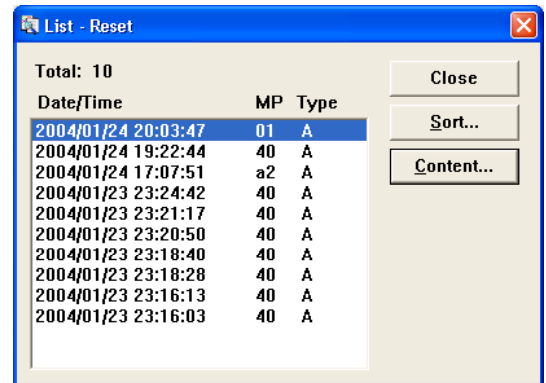 List - Reset
Total: 10
Date/Time MP Type
2004/01/24 20:03:47 01 A
2004/01/24 19:22:44 40 A
2004/01/24 17:07:51 a2 A
2004/01/23 23:24:42 40 A
2004/01/23 23:21:17 40 A
2004/01/23 23:20:50 40 A
2004/01/23 23:18:40 40 A
2004/01/23 23:18:28 40 A
2004/01/23 23:16:13 40 A
2004/01/23 23:16:03 40 A
Close
Sort...
Content...